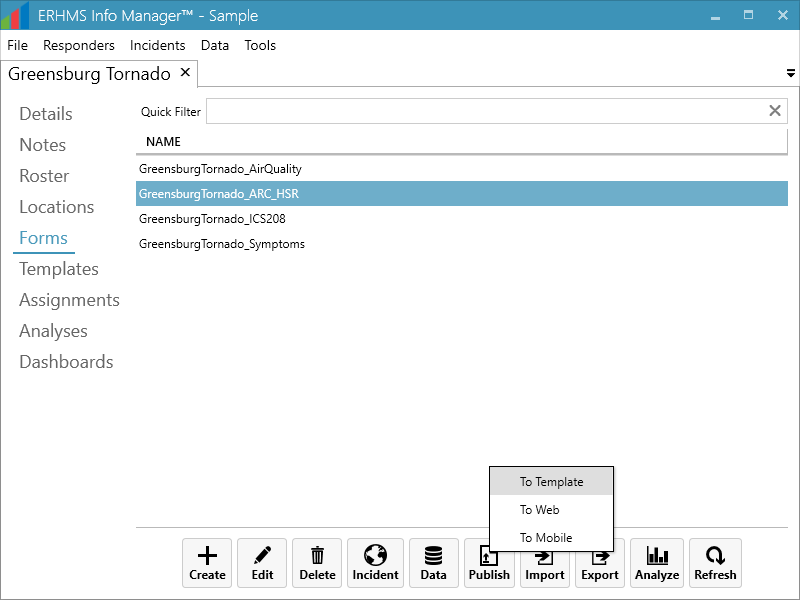 ERHMS Info Manager™ - Sample
File Responders Incidents Data Tools
Greensburg Tornado ✕
Details
Notes
Roster
Locations
Forms
Templates
Assignments
Analyses
Dashboards
Quick Filter
NAME
GreensburgTornado_AirQuality
GreensburgTornado_ARC_HSR
GreensburgTornado_ICS208
GreensburgTornado_Symptoms
To Template
To Web
To Mobile
Create Edit Delete Incident Data Publish Import Export Analyze Refresh